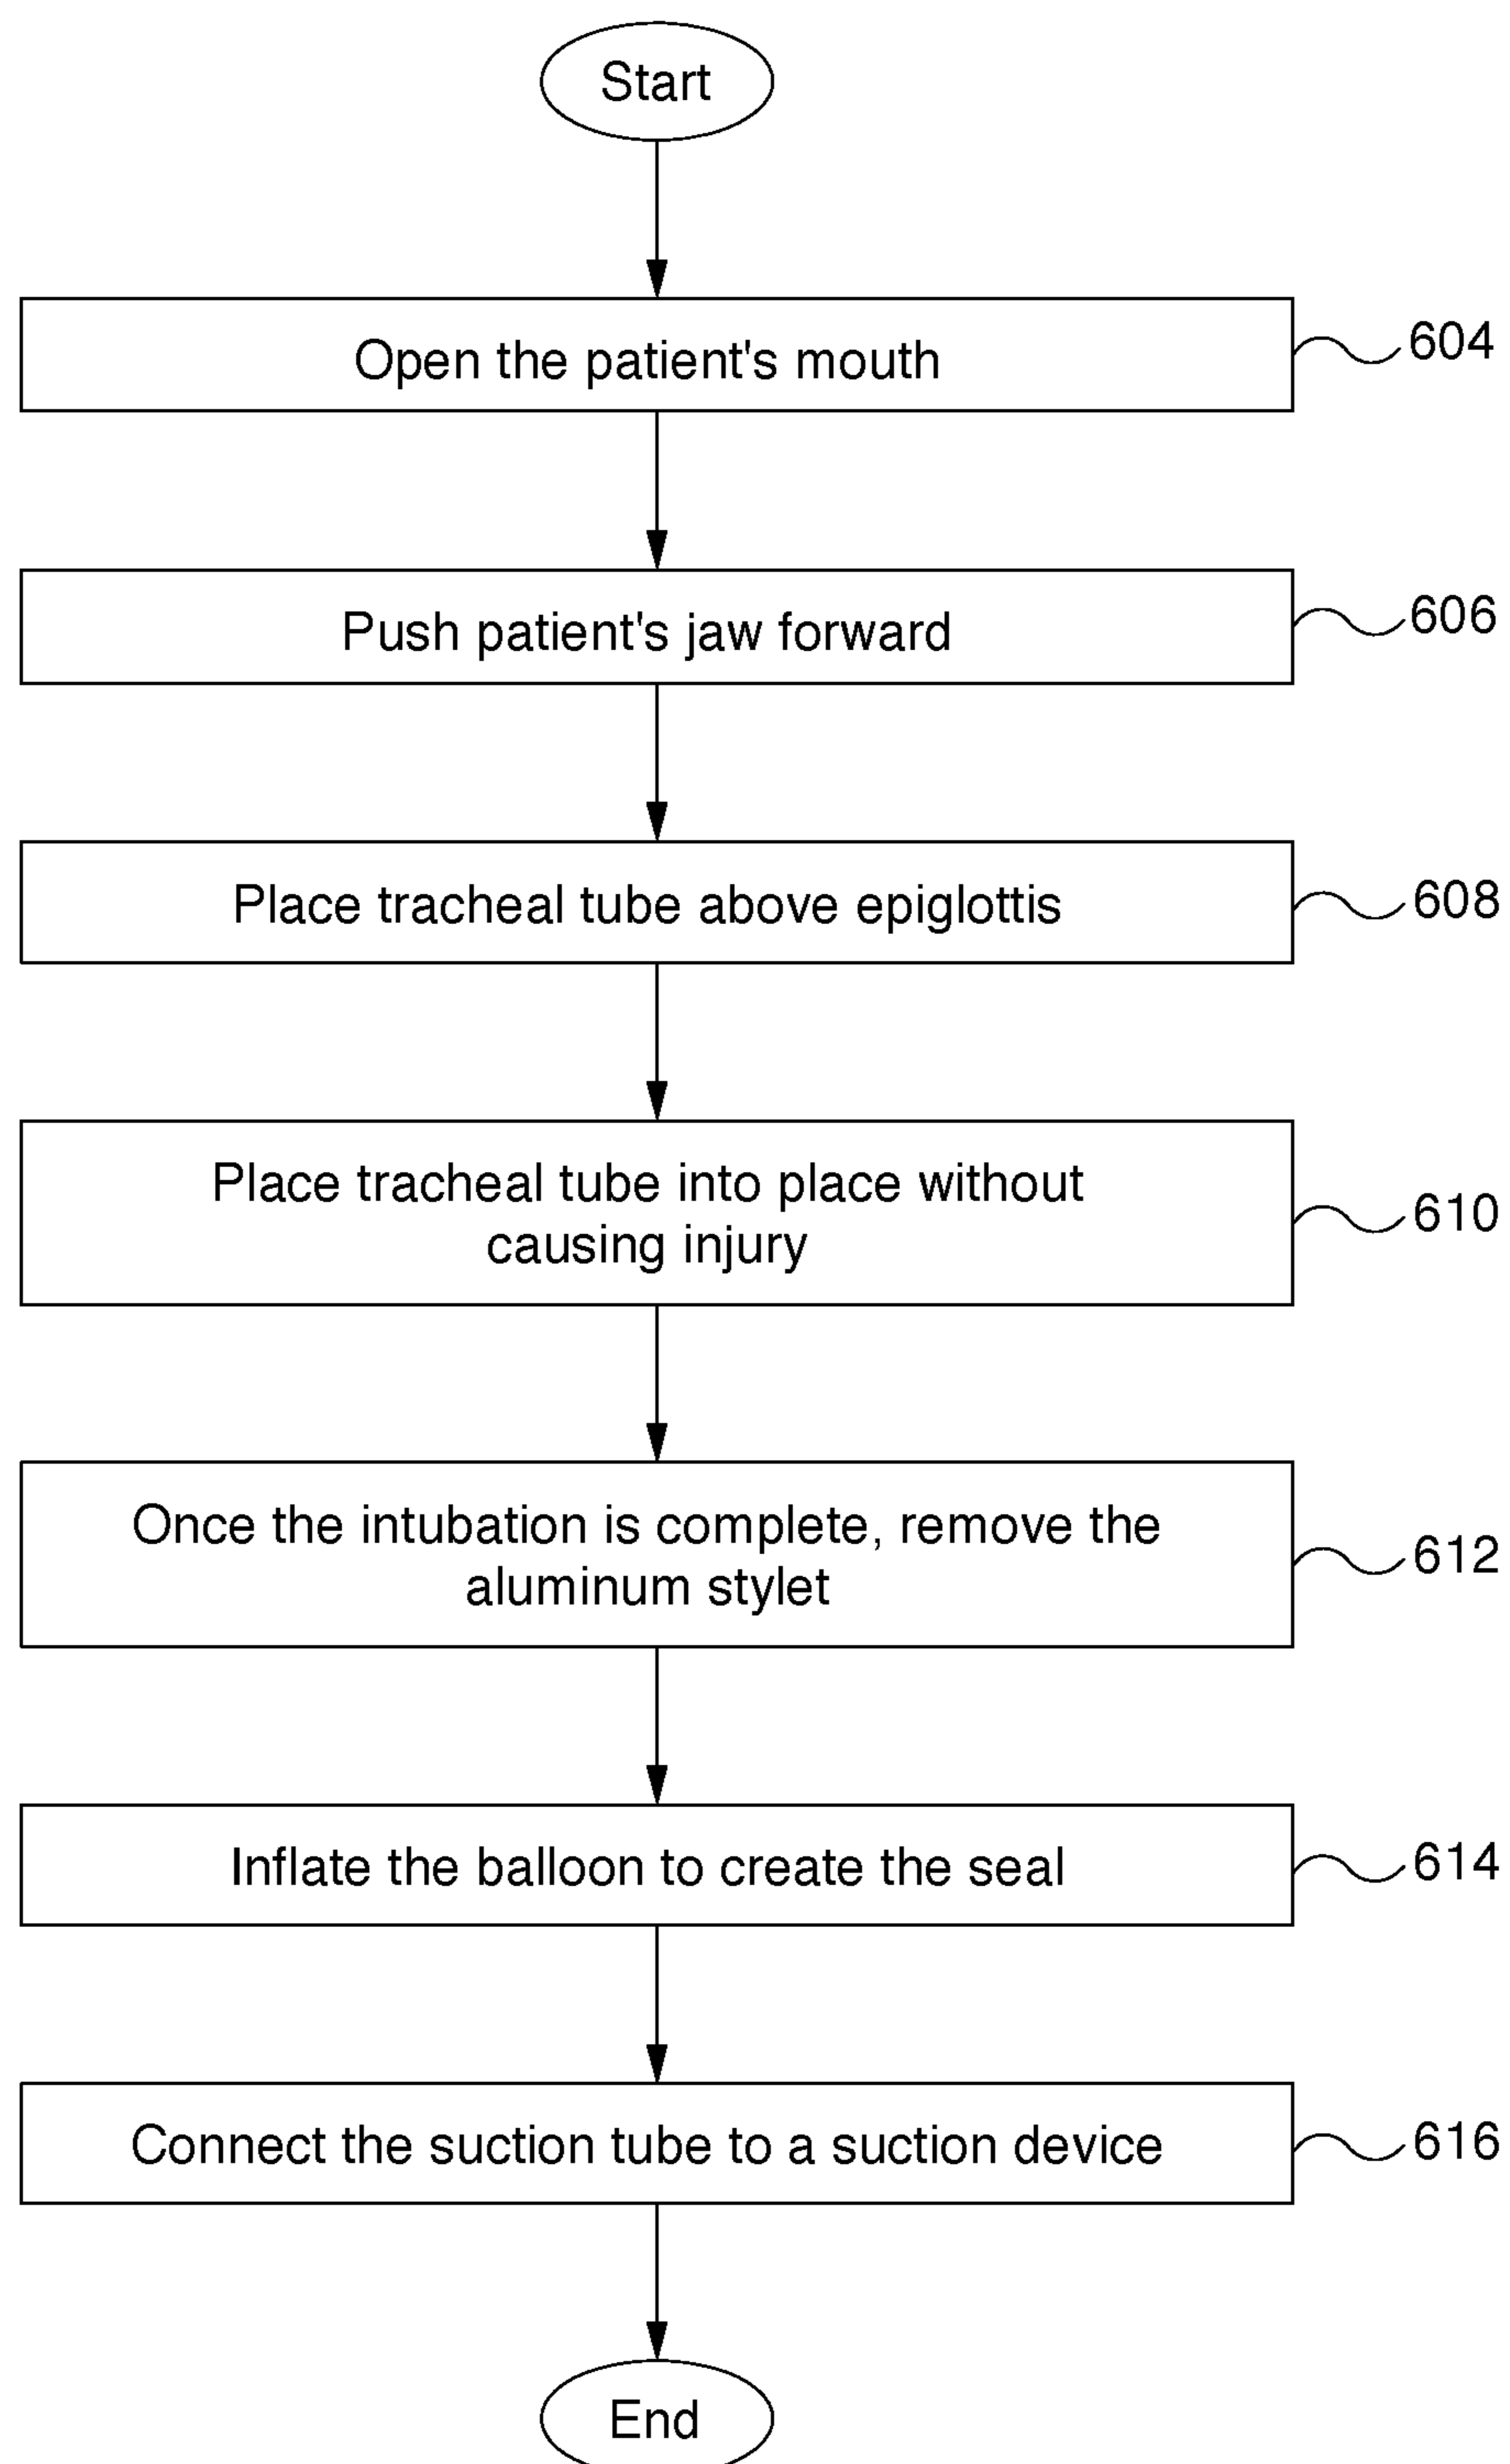 Start
Open the patient's mouth
604
Push patient's jaw forward
606
Place tracheal tube above epiglottis
608
Place tracheal tube into place without
causing injury
610
Once the intubation is complete, remove the
aluminum stylet
612
Inflate the balloon to create the seal
614
Connect the suction tube to a suction device
616
End